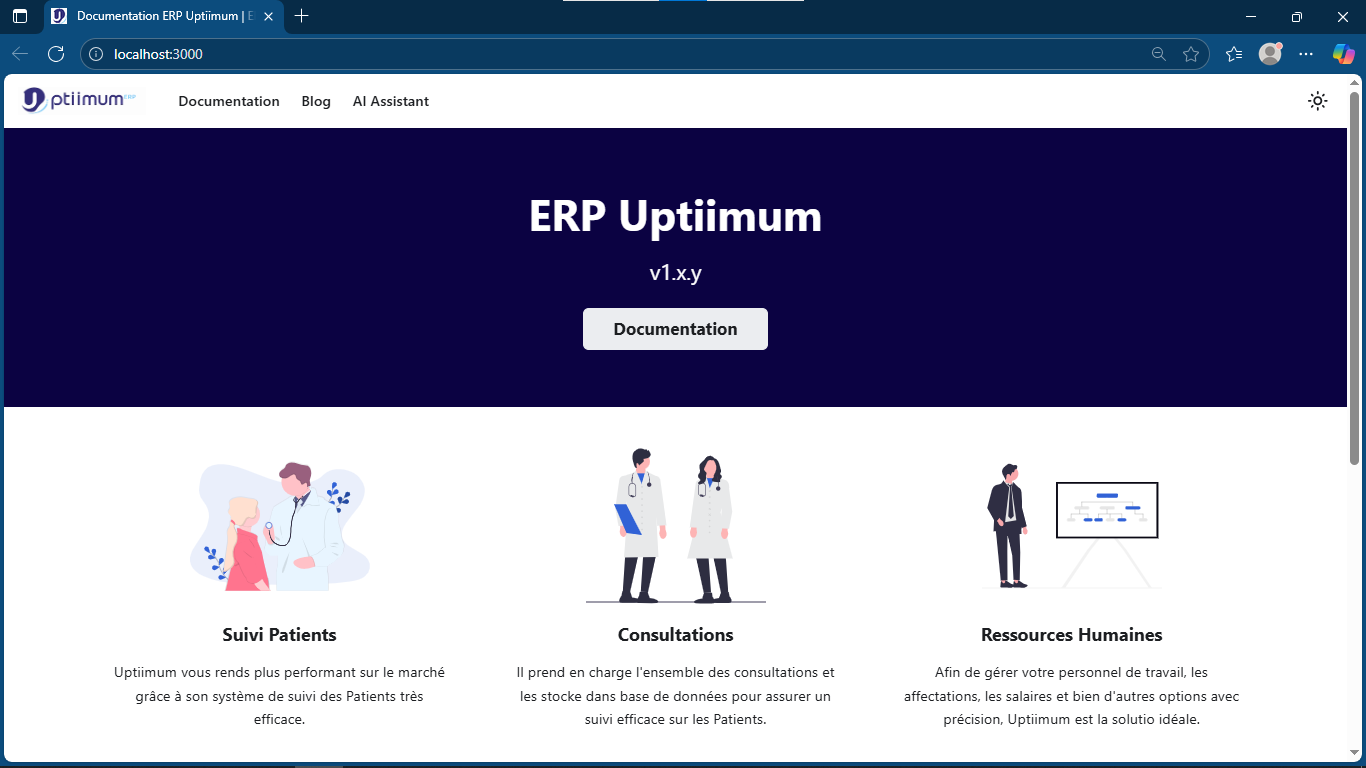 Documentation ERP Uptiimum | E
localhost:3000
Uptiimum ERP
Documentation
Blog
AI Assistant
ERP Uptiimum
v1.x.y
Documentation
Suivi Patients
Uptiimum vous rends plus performant sur le marché
grâce à son système de suivi des Patients très
efficace.
Consultations
Il prend en charge l'ensemble des consultations et
les stocke dans base de données pour assurer un
suivi efficace sur les Patients.
Ressources Humaines
Afin de gérer votre personnel de travail, les
affectations, les salaires et bien d'autres options avec
précision, Uptiimum est la solutio idéale.